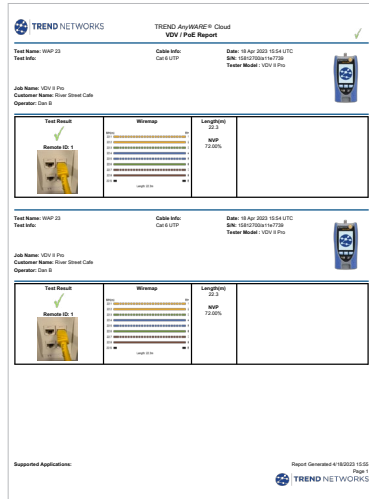 TREND NETWORKS
TREND AnyWARE® Cloud
VDV / PoE Report
Test Name: WAP 23
Cable Info:
Date: 18 Apr 2023 15:54 UTC
Test Info:
Cat 6 UTP
Tester Model : VDV II Pro
Job Name: VDV II Pro
Customer Name: River Street Cafe
Operator: Dan B
Test Result
Wiremap
Length(m)
22.3
NVP
72.00%
Remote ID: 1
Test Name: WAP 23
Cable Info:
Date: 18 Apr 2023 15:54 UTC
Test Info:
Cat 6 UTP
Tester Model : VDV II Pro
Job Name: VDV II Pro
Customer Name: River Street Cafe
Operator: Dan B
Test Result
Wiremap
Length(m)
22.3
NVP
72.00%
Remote ID: 1
Supported Applications:
Report Generated 4/18/2023 15:55
Page 1
TREND NETWORKS